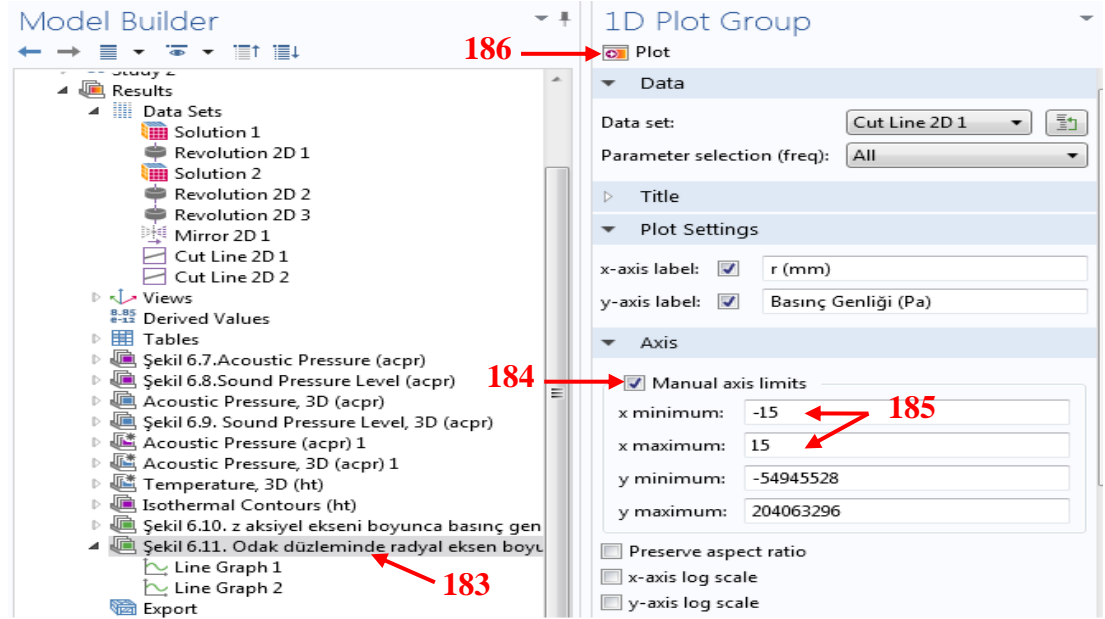 Model Builder
Study 2
Results
Data Sets
Solution 1
Revolution 2D 1
Solution 2
Revolution 2D 2
Revolution 2D 3
Mirror 2D 1
Cut Line 2D 1
Cut Line 2D 2
Views
8.85
e-12
Derived Values
Tables
Şekil 6.7.Acoustic Pressure (acpr)
Şekil 6.8.Sound Pressure Level (acpr)
Acoustic Pressure, 3D (acpr)
Şekil 6.9. Sound Pressure Level, 3D (acpr)
Acoustic Pressure (acpr) 1
Acoustic Pressure, 3D (acpr) 1
Temperature, 3D (ht)
Isothermal Contours (ht)
Şekil 6.10. z aksiyel ekseni boyunca basınç gen
Şekil 6.11. Odak düzleminde radyal eksen boyu
Line Graph 1
Line Graph 2
Export
183
1D Plot Group
186
Plot
Data
Data set: Cut Line 2D 1
Parameter selection (freq): All
Title
Plot Settings
x-axis label: r (mm)
y-axis label: Basınç Genliği (Pa)
Axis
184
Manual axis limits
x minimum: -15
185
x maximum: 15
y minimum: -54945528
y maximum: 204063296
Preserve aspect ratio
x-axis log scale
y-axis log scale